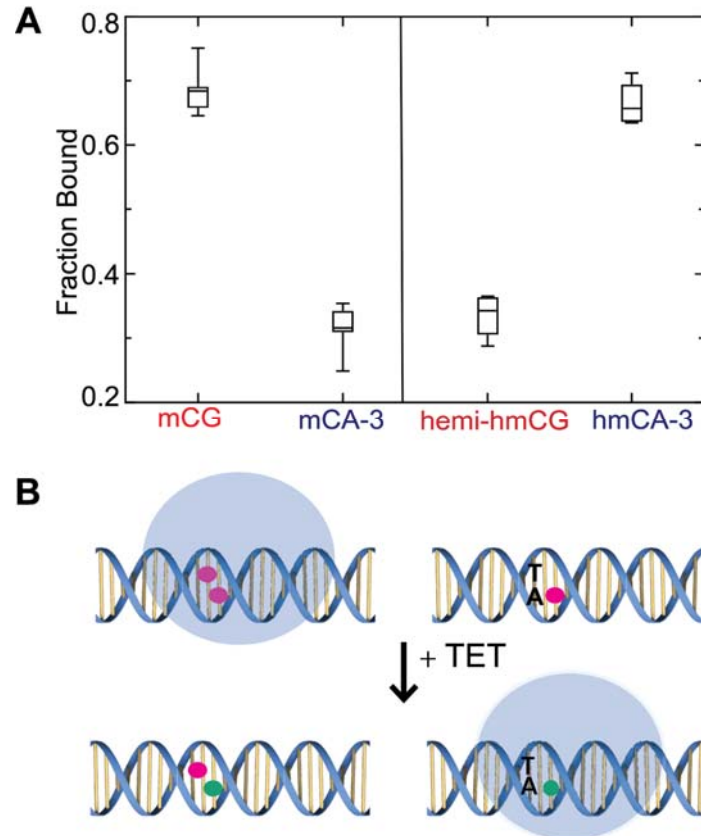 A
0.8
0.6
0.4
0.2
Fraction Bound
mCG mCA-3 hemi-hmCG hmCA-3
B
T
A
+ TET
T
A